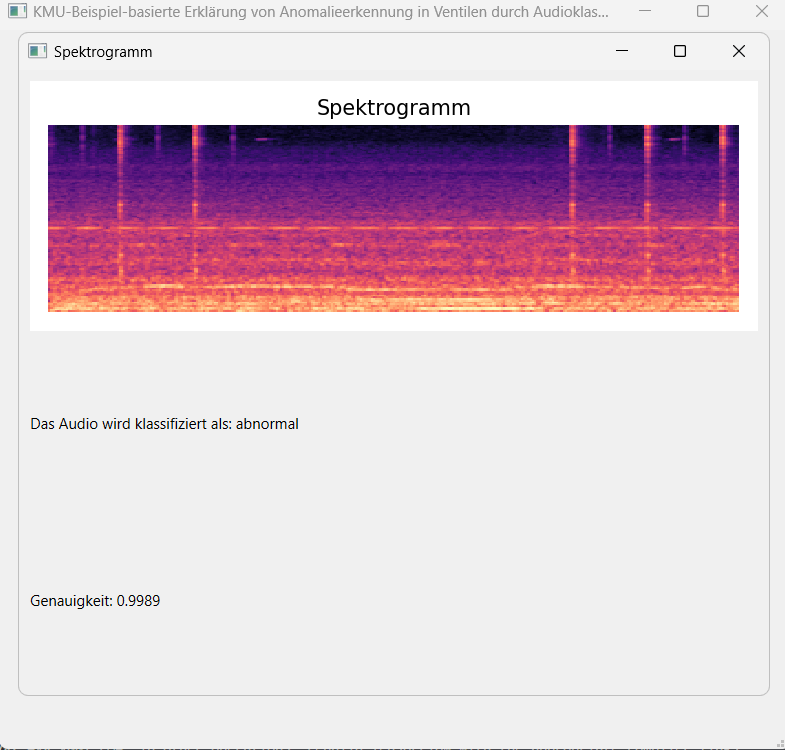 KMU-Beispiel-basierte Erklärung von Anomalieerkennung in Ventilen durch Audioklas...
Spektrogramm
Spektrogramm
Das Audio wird klassifiziert als: abnormal
Genauigkeit: 0.9989